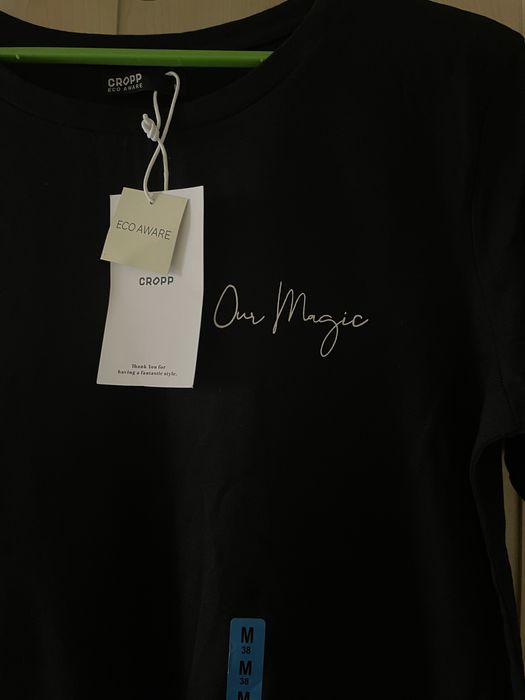 CROPP
ECO AWARE
ECO AWARE
CROPP
Our Magic
Thank You for
having a fantastic style.
M
38
M
38
M